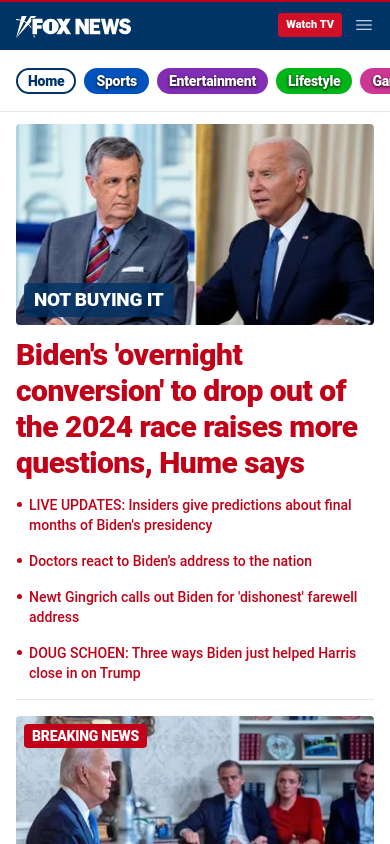 FOX NEWS
Watch TV
Home
Sports
Entertainment
Lifestyle
Ga
NOT BUYING IT
Biden's 'overnight
conversion' to drop out of
the 2024 race raises more
questions, Hume says
• LIVE UPDATES: Insiders give predictions about final
months of Biden's presidency
• Doctors react to Biden’s address to the nation
• Newt Gingrich calls out Biden for 'dishonest' farewell
address
• DOUG SCHOEN: Three ways Biden just helped Harris
close in on Trump
BREAKING NEWS